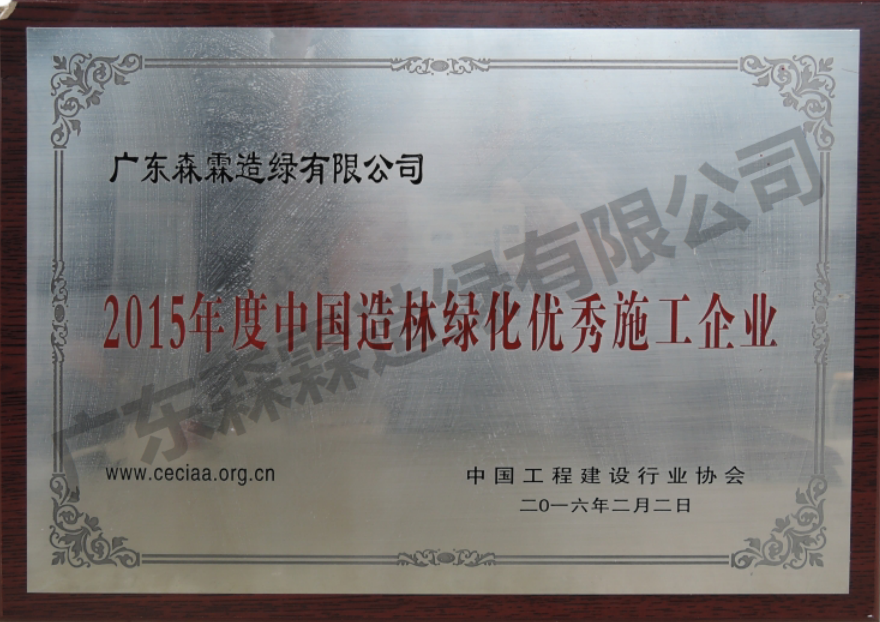 广东森霖造绿有限公司
2015年度中国造林绿化优秀施工企业
www.ceciaa.org.cn
中国工程建设行业协会
二〇一六年二月二日
广东森霖造绿有限公司